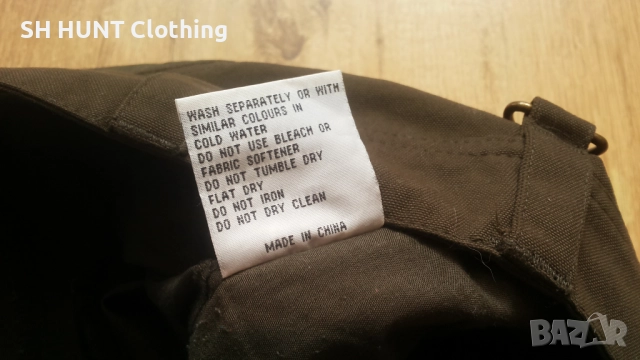 SH HUNT Clothing
WASH SEPARATELY OR WITH
SIMILAR COLOURS IN
COLD WATER
DO NOT USE BLEACH OR
FABRIC SOFTENER
DO NOT TUMBLE DRY
FLAT DRY
DO NOT IRON
DO NOT DRY CLEAN
MADE IN CHINA
BAZAR